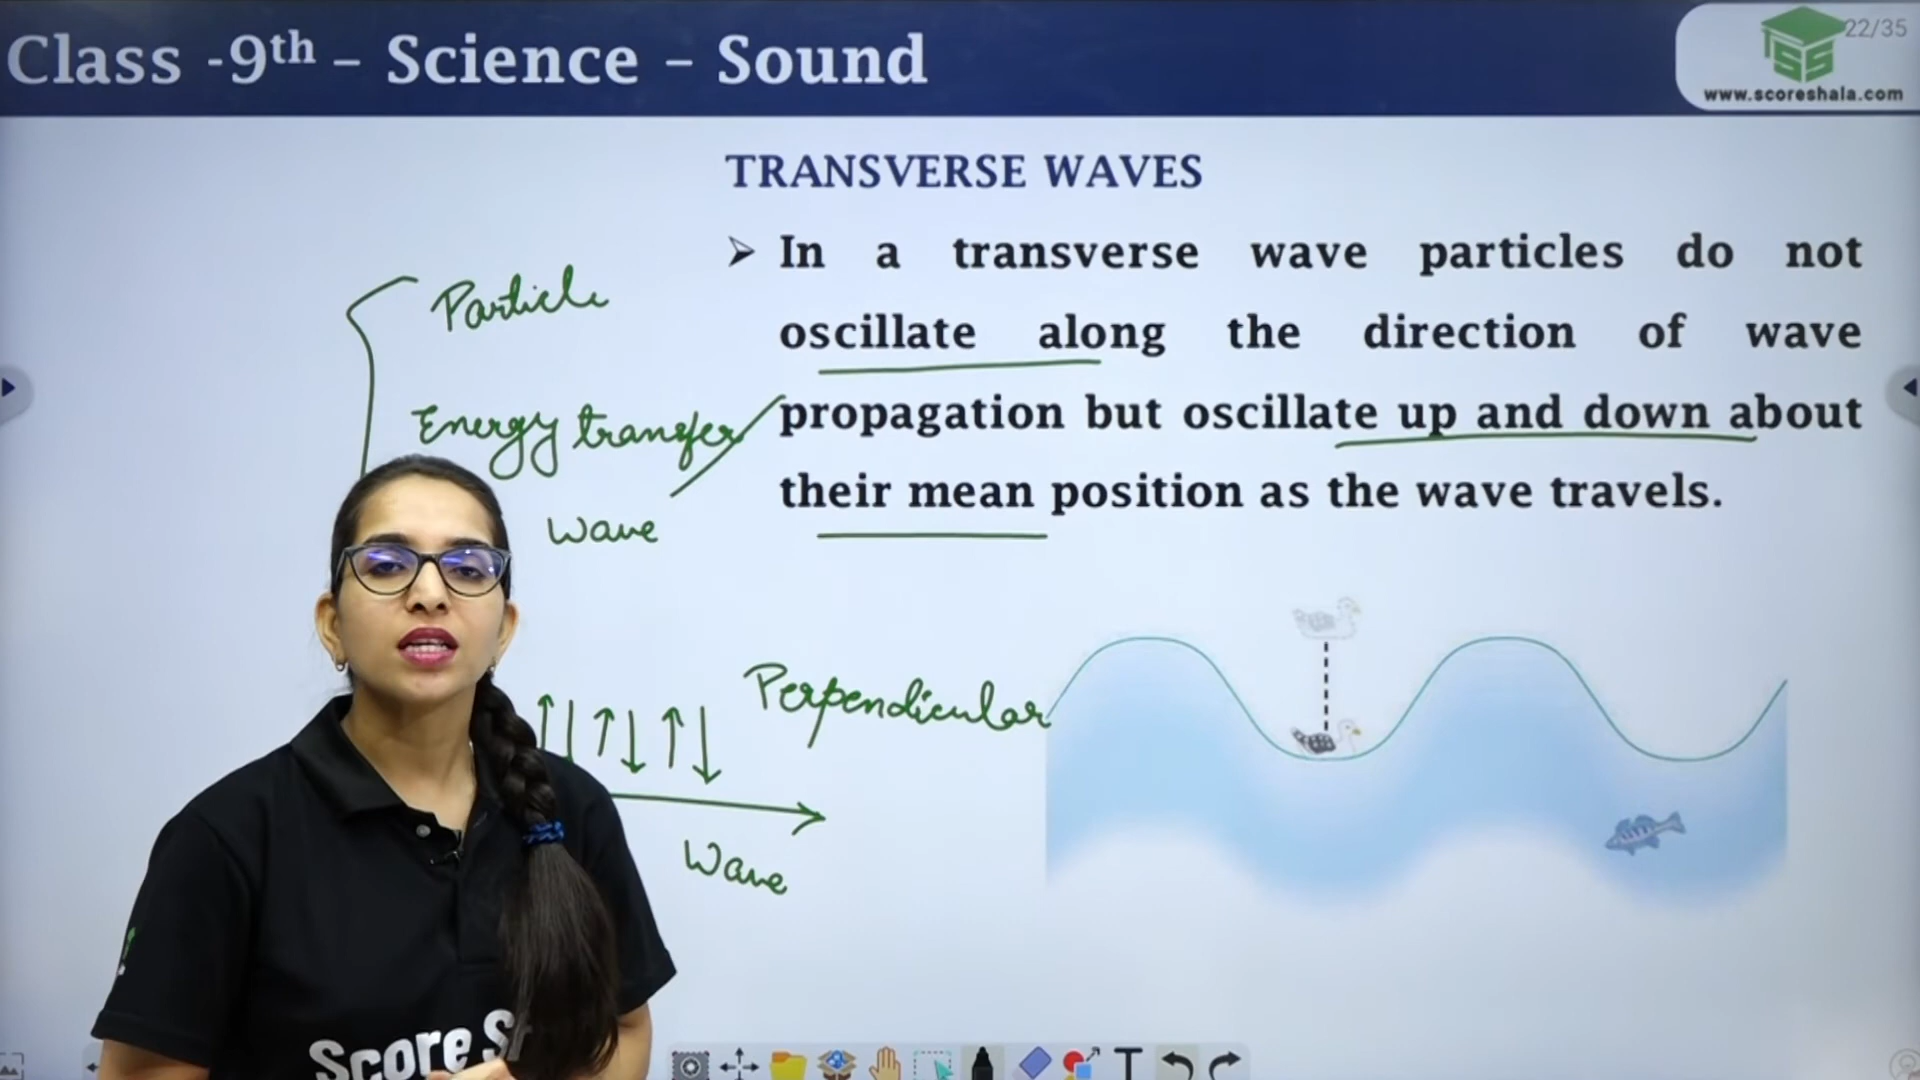 Class -9th – Science – Sound
22/35
www.scoreshala.com
TRANSVERSE WAVES
➢ In a transverse wave particles do not
oscillate along the direction of wave
propagation but oscillate up and down about
their mean position as the wave travels.
Particle
Energy transfer
wave
Perpendicular
Wave
Score